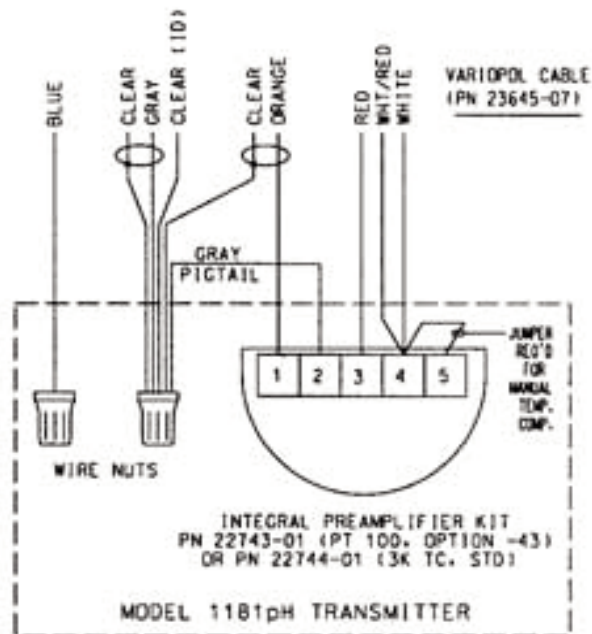 BLUE
CLEAR
GRAY
CLEAR (ID)
CLEAR
ORANGE
RED
WHT/RED
WHITE
VARIOPOL CABLE
(PN 23645-07)
GRAY
PIGTAIL
1 2 3 4 5
JUMPER
REQ'D
FOR
MANUAL
TEMP.
COMP.
WIRE NUTS
INTEGRAL PREAMPLIFIER KIT
PN 22743-01 (PT 100. OPTION -43)
OR PN 22744-01 (3K TC. STD)
MODEL 1181pH TRANSMITTER